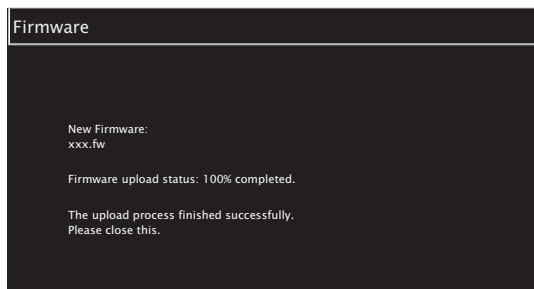 Firmware
New Firmware:
xxx.fw
Firmware upload status: 100% completed.
The upload process finished successfully.
Please close this.